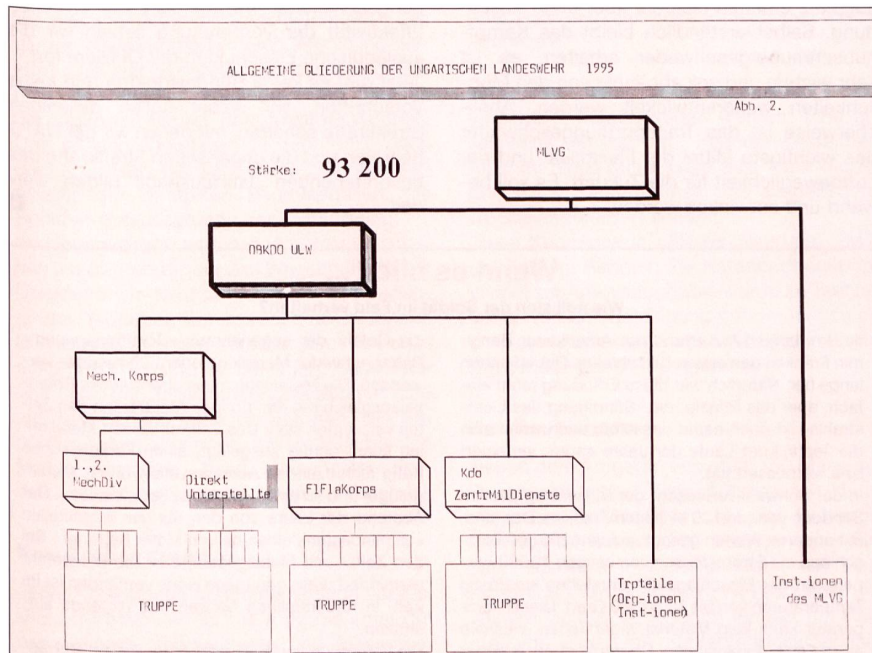 ALLGEMEINE GLIEDERUNG DER UNGARISCHEN LANDESWEHR 1995
Abb. 2.
Stärke: 93 200
MLVG
OBKDO ULW
Mech. Korps
1.,2.
MechDiv
Direkt
Unterstellte
FlFlaKorps
Kdo
ZentrMilDienste
TRUPPE
TRUPPE
TRUPPE
Trpteile
(Org-ionen
Inst-ionen)
Inst-ionen
des MLVG